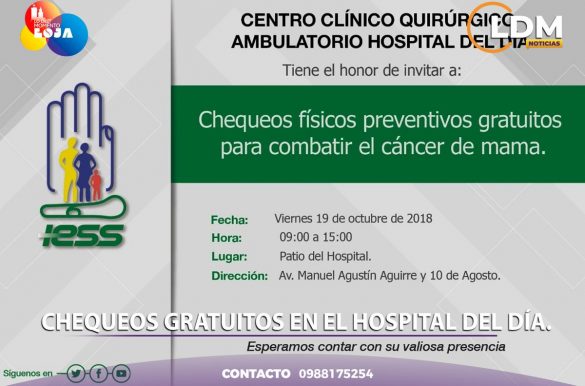 CENTRO CLÍNICO QUIRÚRGICO
AMBULATORIO HOSPITAL DEL DIA
LDM
NOTICIAS
MOMENTO
LOJA
Tiene el honor de invitar a:
Chequeos físicos preventivos gratuitos
para combatir el cáncer de mama.
iESS
Fecha: Viernes 19 de octubre de 2018
Hora: 09:00 a 15:00
Lugar: Patio del Hospital.
Dirección: Av. Manuel Agustín Aguirre y 10 de Agosto.
CHEQUEOS GRATUITOS EN EL HOSPITAL DEL DÍA.
Esperamos contar con su valiosa presencia
Síguenos en
CONTACTO 0988175254